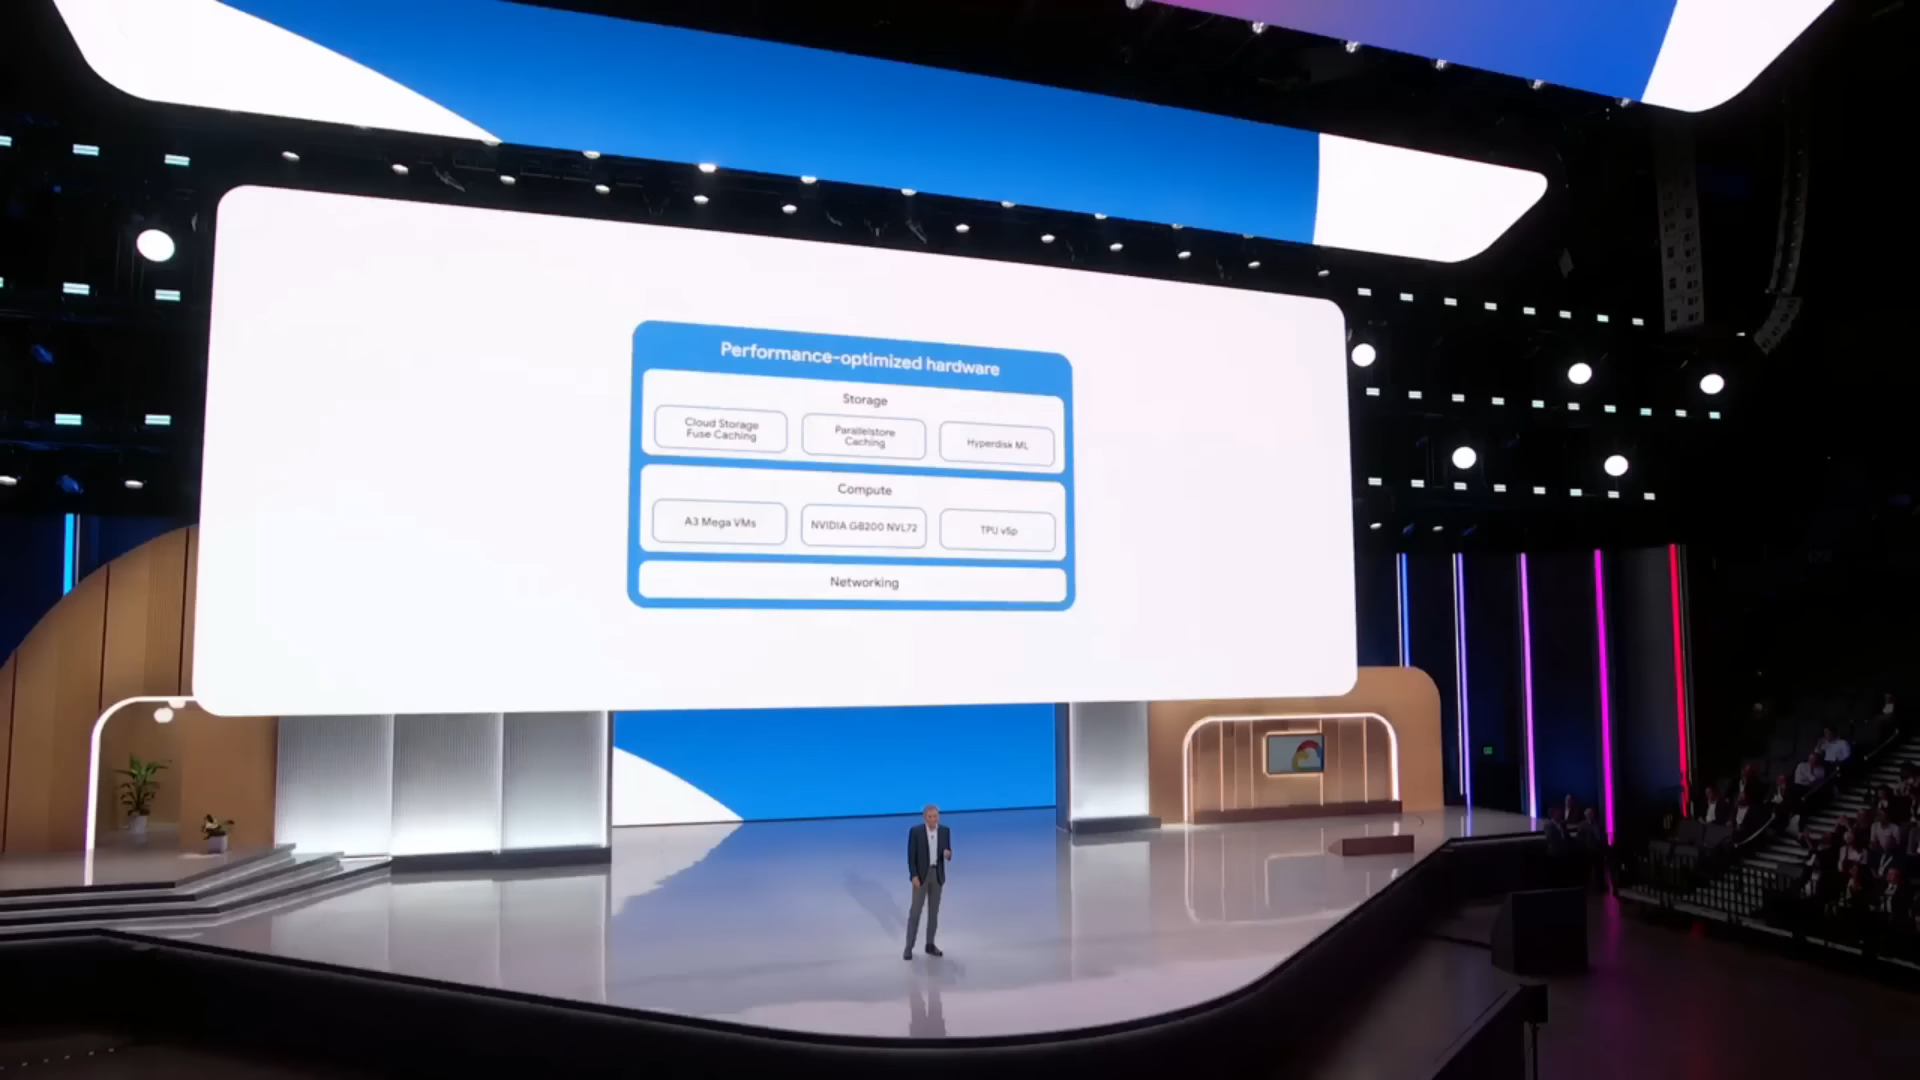 Performance-optimized hardware
Storage
Cloud Storage
Fuse Caching
Parallelstore
Caching
Hyperdisk ML
Compute
A3 Mega VMs
NVIDIA GB200 NVL72
TPU v5p
Networking